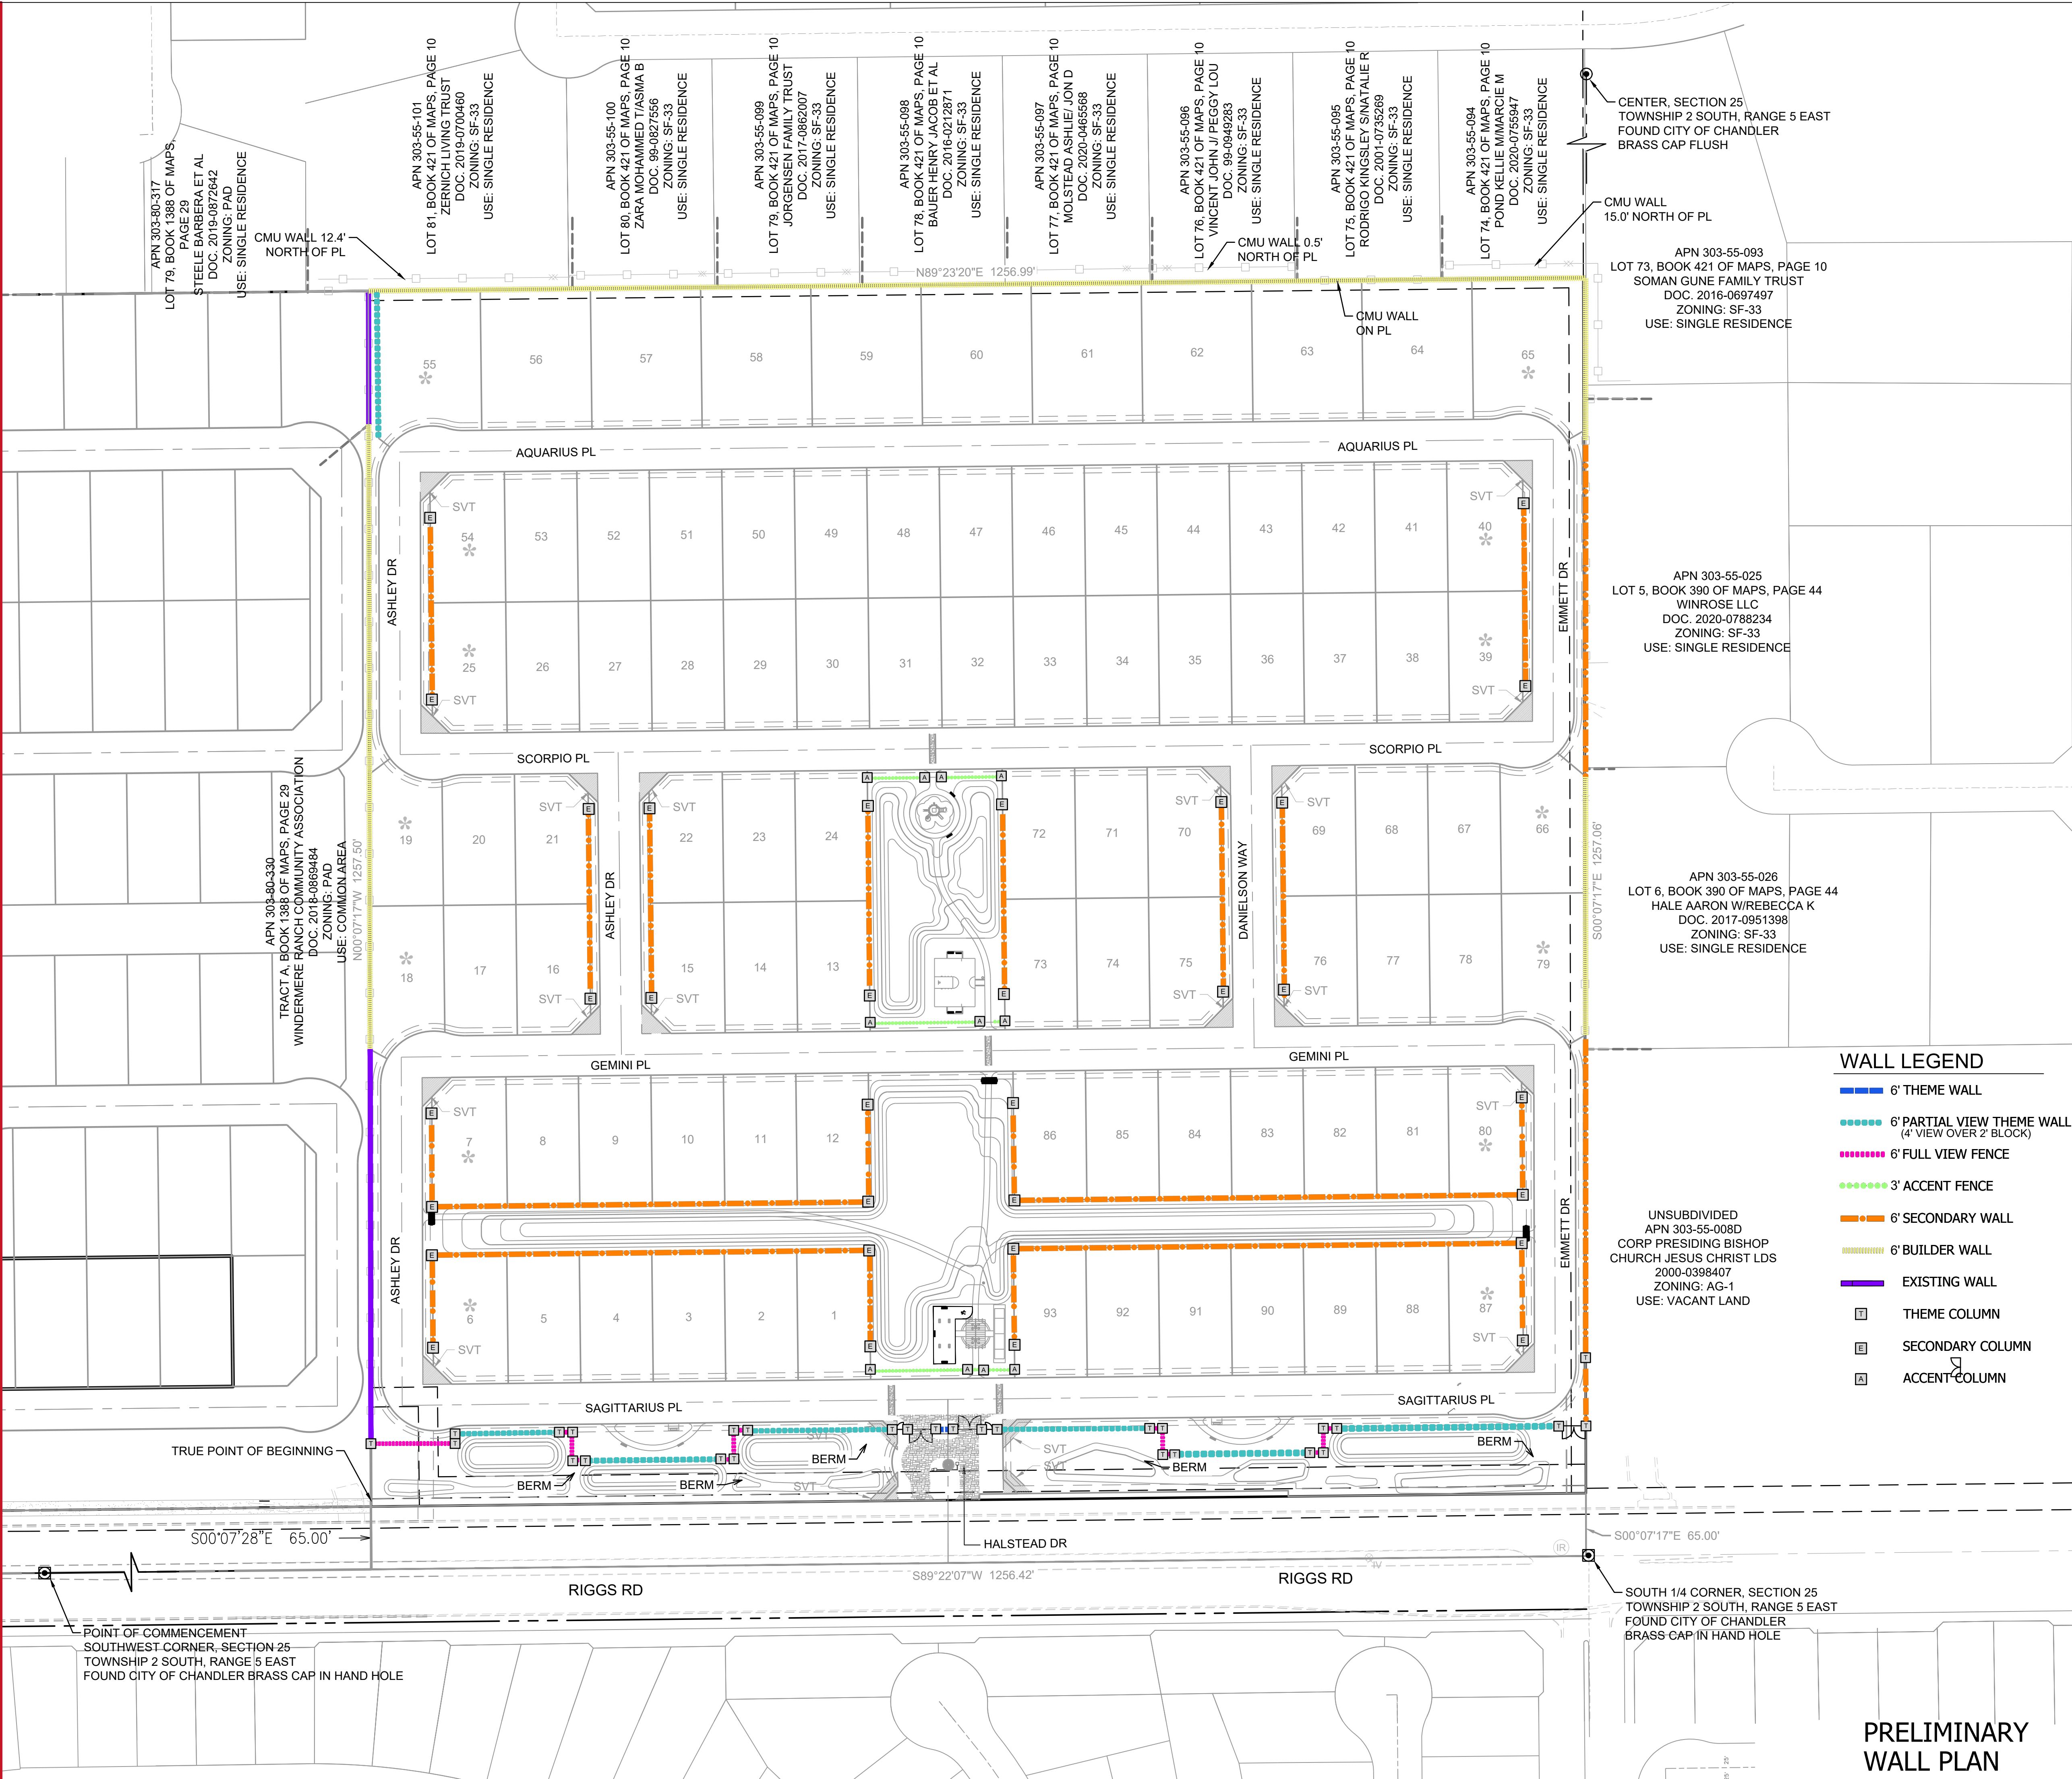 APN 303-80-317
LOT 79, BOOK 1388 OF MAPS,
PAGE 29
STEELE BARBERA ET AL
DOC. 2019-0872642
ZONING: PAD
USE: SINGLE RESIDENCE
APN 303-55-101
LOT 81, BOOK 421 OF MAPS, PAGE 10
ZERNICH LIVING TRUST
DOC. 2019-0700460
ZONING: SF-33
USE: SINGLE RESIDENCE
APN 303-55-100
LOT 80, BOOK 421 OF MAPS, PAGE 10
ZARA MOHAMMED T/ASMA B
DOC. 99-0827556
ZONING: SF-33
USE: SINGLE RESIDENCE
APN 303-55-099
LOT 79, BOOK 421 OF MAPS, PAGE 10
JORGENSEN FAMILY TRUST
DOC. 2017-0862007
ZONING: SF-33
USE: SINGLE RESIDENCE
APN 303-55-098
LOT 78, BOOK 421 OF MAPS, PAGE 10
BAUER HENRY JACOB ET AL
DOC. 2016-0212871
ZONING: SF-33
USE: SINGLE RESIDENCE
APN 303-55-097
LOT 77, BOOK 421 OF MAPS, PAGE 10
MOLSTEAD ASHLIE/ JON D
DOC. 2020-0465568
ZONING: SF-33
USE: SINGLE RESIDENCE
APN 303-55-096
LOT 76, BOOK 421 OF MAPS, PAGE 10
VINCENT JOHN J/ PEGGY LOU
DOC. 99-0949283
ZONING: SF-33
USE: SINGLE RESIDENCE
APN 303-55-095
LOT 75, BOOK 421 OF MAPS, PAGE 10
RODRIGO KINGSLEY S/NATALIE R
DOC. 2001-0735269
ZONING: SF-33
USE: SINGLE RESIDENCE
APN 303-55-094
LOT 74, BOOK 421 OF MAPS, PAGE 10
POND KELLIE M/MARCIE M
DOC. 2020-0755947
ZONING: SF-33
USE: SINGLE RESIDENCE
CENTER, SECTION 25
TOWNSHIP 2 SOUTH, RANGE 5 EAST
FOUND CITY OF CHANDLER
BRASS CAP FLUSH
CMU WALL
15.0' NORTH OF PL
CMU WALL 12.4'
NORTH OF PL
CMU WALL 0.5'
NORTH OF PL
N89°23'20"E 1256.99'
CMU WALL
ON PL
APN 303-55-093
LOT 73, BOOK 421 OF MAPS, PAGE 10
SOMAN GUNE FAMILY TRUST
DOC. 2016-0697497
ZONING: SF-33
USE: SINGLE RESIDENCE
55 56 57 58 59 60 61 62 63 64 65
AQUARIUS PL
AQUARIUS PL
SVT
SVT
54 53 52 51 50 49 48 47 46 45 44 43 42 41 40
E
E
ASHLEY DR
EMMETT DR
25 26 27 28 29 30 31 32 33 34 35 36 37 38 39
E
E
SVT
SVT
APN 303-55-025
LOT 5, BOOK 390 OF MAPS, PAGE 44
WINROSE LLC
DOC. 2020-0788234
ZONING: SF-33
USE: SINGLE RESIDENCE
SCORPIO PL
SCORPIO PL
A A A A
SVT E E SVT E E SVT E E SVT
19 20 21 22 23 24 72 71 70 69 68 67 66
ASHLEY DR
DANIELSON WAY
18 17 16 15 14 13 73 74 75 76 77 78 79
SVT E E SVT E E SVT E E SVT
A A A
APN 303-80-330
TRACT A, BOOK 1388 OF MAPS, PAGE 29
WINDERMERE RANCH COMMUNITY ASSOCIATION
DOC. 2018-0869484
ZONING: PAD
USE: COMMON AREA
N00°07'17"W 1257.50'
S00°07'17"E 1257.06'
APN 303-55-026
LOT 6, BOOK 390 OF MAPS, PAGE 44
HALE AARON W/REBECCA K
DOC. 2017-0951398
ZONING: SF-33
USE: SINGLE RESIDENCE
GEMINI PL
GEMINI PL
E SVT E E SVT E
7 8 9 10 11 12 86 85 84 83 82 81 80
E E E E
E E E E
ASHLEY DR
EMMETT DR
6 5 4 3 2 1 93 92 91 90 89 88 87
E SVT E E SVT E
A A A A
T
UNSUBDIVIDED
APN 303-55-008D
CORP PRESIDING BISHOP
CHURCH JESUS CHRIST LDS
2000-0398407
ZONING: AG-1
USE: VACANT LAND
WALL LEGEND
6' THEME WALL
6' PARTIAL VIEW THEME WALL
(4' VIEW OVER 2' BLOCK)
6' FULL VIEW FENCE
3' ACCENT FENCE
6' SECONDARY WALL
6' BUILDER WALL
EXISTING WALL
T THEME COLUMN
E SECONDARY COLUMN
A ACCENT COLUMN
SAGITTARIUS PL
SAGITTARIUS PL
T T T T T T T T T T T T T T T T T T
T T T T T T T T
SVT
SVT
SVT
SVT
TRUE POINT OF BEGINNING
BERM
BERM
BERM
BERM
BERM
HALSTEAD DR
S00°07'28"E 65.00'
S00°07'17"E 65.00'
S89°22'07"W 1256.42'
IR
IV
RIGGS RD
RIGGS RD
POINT OF COMMENCEMENT
SOUTHWEST CORNER, SECTION 25
TOWNSHIP 2 SOUTH, RANGE 5 EAST
FOUND CITY OF CHANDLER BRASS CAP IN HAND HOLE
SOUTH 1/4 CORNER, SECTION 25
TOWNSHIP 2 SOUTH, RANGE 5 EAST
FOUND CITY OF CHANDLER
BRASS CAP IN HAND HOLE
PRELIMINARY
WALL PLAN